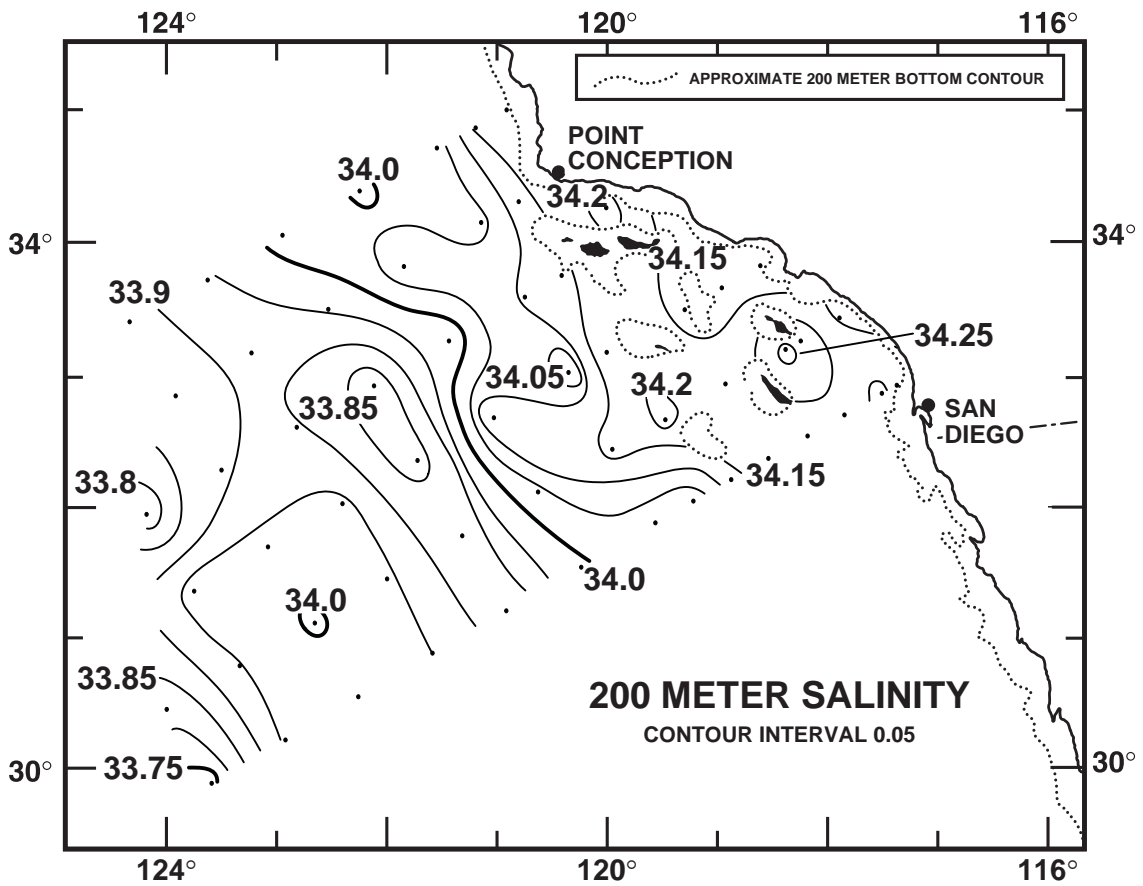 124° 120° 116°
APPROXIMATE 200 METER BOTTOM CONTOUR
POINT
CONCEPTION
34.0
34.2
34° 34°
34.15
33.9
34.25
34.05
34.2
33.85
SAN
DIEGO
34.15
33.8
34.0
34.0
33.85
200 METER SALINITY
CONTOUR INTERVAL 0.05
30° 33.75 30°
124° 120° 116°